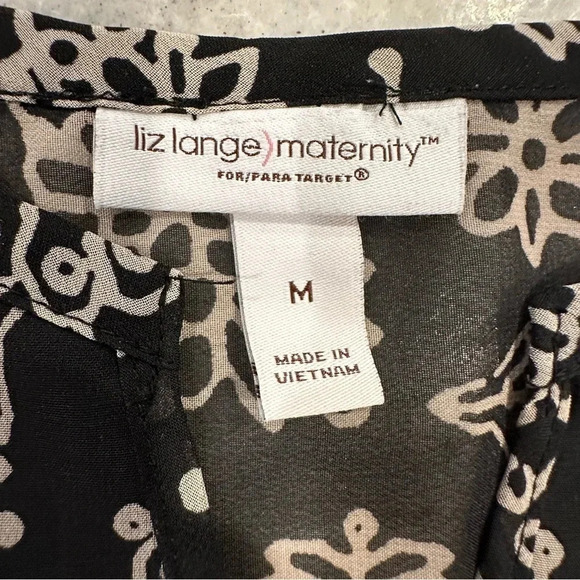 liz lange) maternity™
FOR/PARA TARGET®
M
MADE IN
VIETNAM